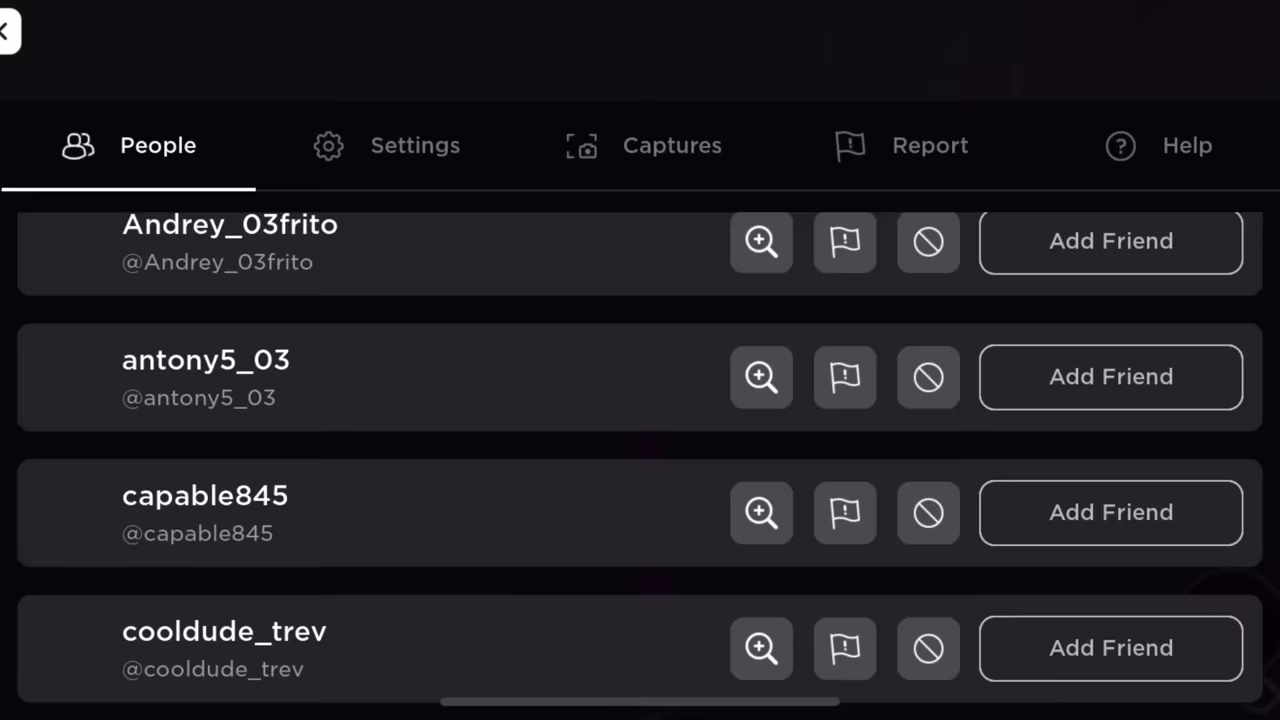 People
Settings
Captures
Report
Help
Andrey_03frito
@Andrey_03frito
Add Friend
antony5_03
@antony5_03
Add Friend
capable845
@capable845
Add Friend
cooldude_trev
@cooldude_trev
Add Friend